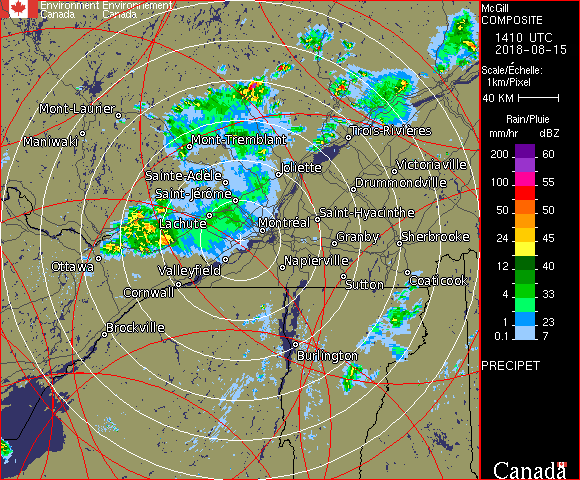 Environment Environnement
Canada Canada
McGill
COMPOSITE
1410 UTC
2018-08-15
Scale/Échelle:
1km/Pixel
40 KM
Rain/Pluie
mm/hr dBZ
200 60
150 57
100 55
50 50
24 45
12 40
4 33
1 23
0.1 7
PRECIPET
Canada
Mont-Laurier
Maniwaki
Mont-Tremblant
Trois-Rivières
Sainte-Adèle
Joliette
Victoriaville
Saint-Jérôme
Drummondville
Lachute
Montréal
Saint-Hyacinthe
Granby
Sherbrooke
Ottawa
Valleyfield
Napierville
Cornwall
Sutton
Coaticook
Brockville
Burlington